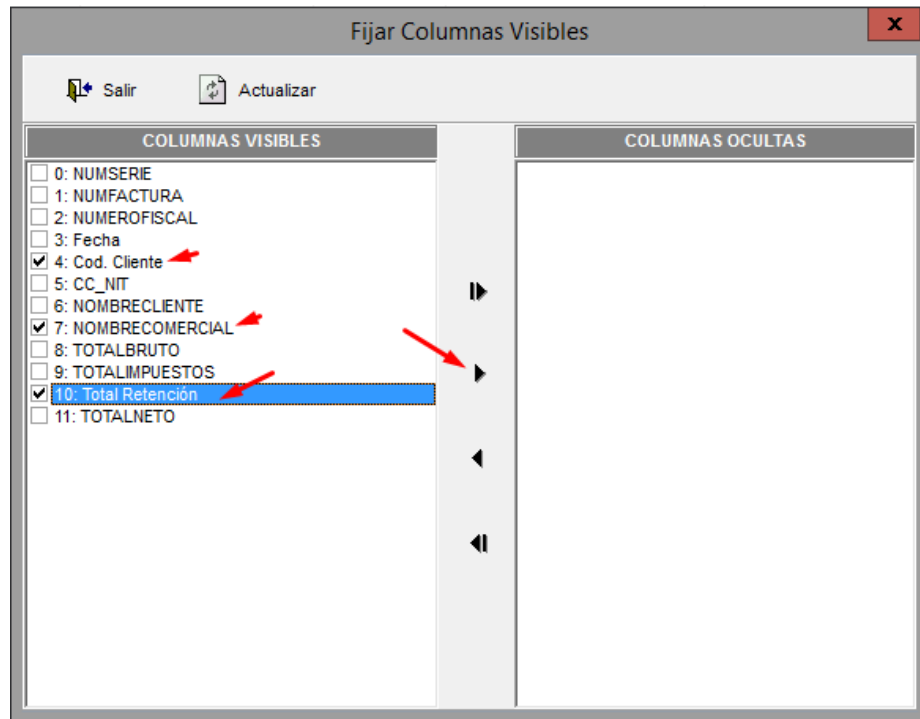 Fijar Columnas Visibles
x
Salir
Actualizar
COLUMNAS VISIBLES
COLUMNAS OCULTAS
0: NUMSERIE
1: NUMFACTURA
2: NUMEROFISCAL
3: Fecha
4: Cod. Cliente
5: CC_NIT
6: NOMBRECLIENTE
7: NOMBRECOMERCIAL
8: TOTALBRUTO
9: TOTALIMPUESTOS
10: Total Retención
11: TOTALNETO